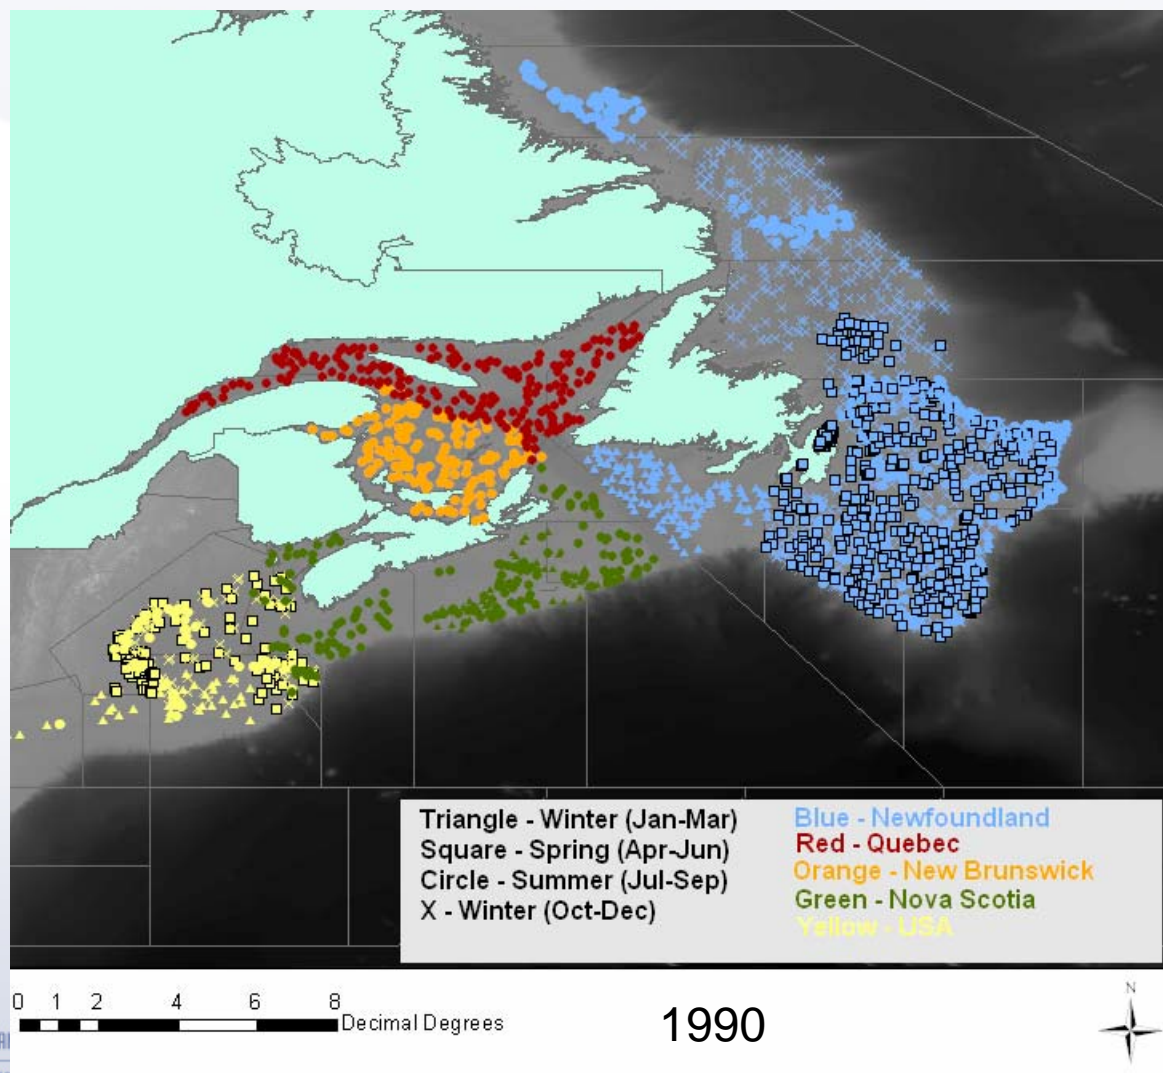 Triangle - Winter (Jan-Mar)
Square - Spring (Apr-Jun)
Circle - Summer (Jul-Sep)
X - Winter (Oct-Dec)
Blue - Newfoundland
Red - Quebec
Orange - New Brunswick
Green - Nova Scotia
Yellow - USA
0 1 2 4 6 8
Decimal Degrees
1990
N